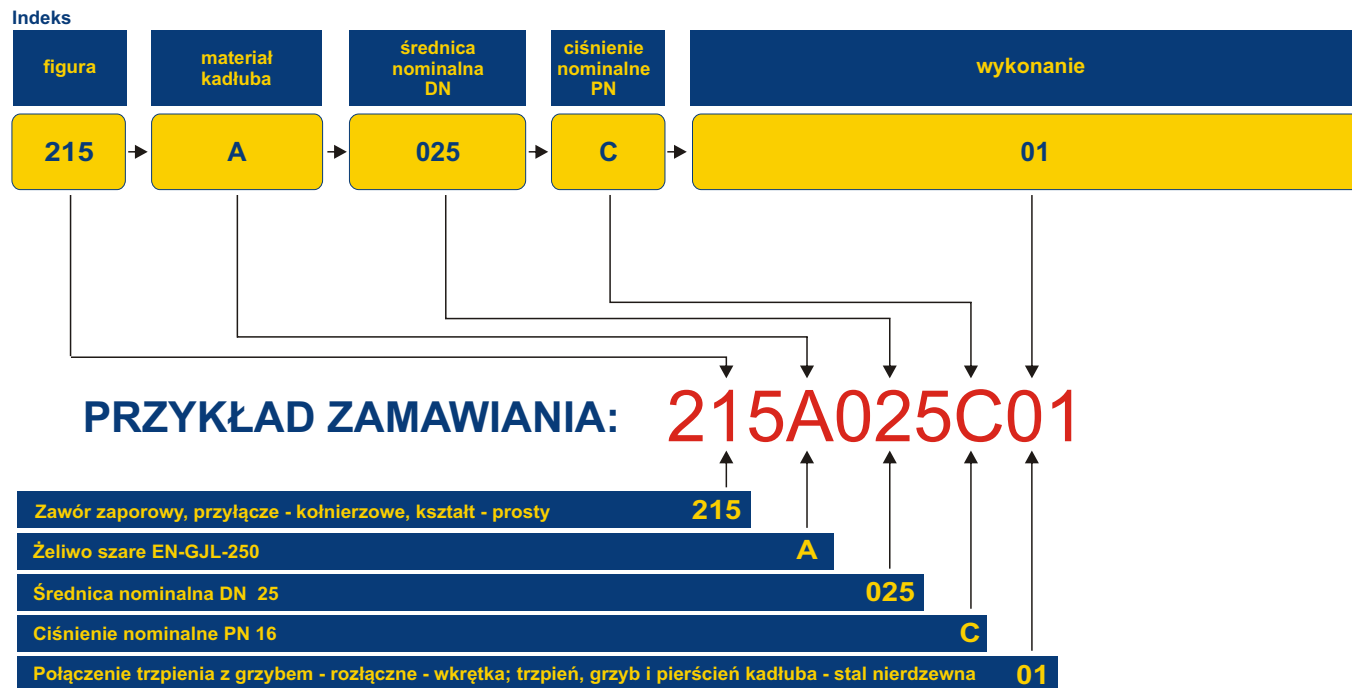 Indeks
figura
materiał
kadłuba
średnica
nominalna
DN
ciśnienie
nominalne
PN
wykonanie
215
A
025
C
01
PRZYKŁAD ZAMAWIANIA: 215A025C01
Zawór zaporowy, przyłącze - kołnierzowe, kształt - prosty 215
Żeliwo szare EN-GJL-250 A
Średnica nominalna DN 25 025
Ciśnienie nominalne PN 16 C
Połączenie trzpienia z grzybem - rozłączne - wkrętka; trzpień, grzyb i pierścień kadłuba - stal nierdzewna 01